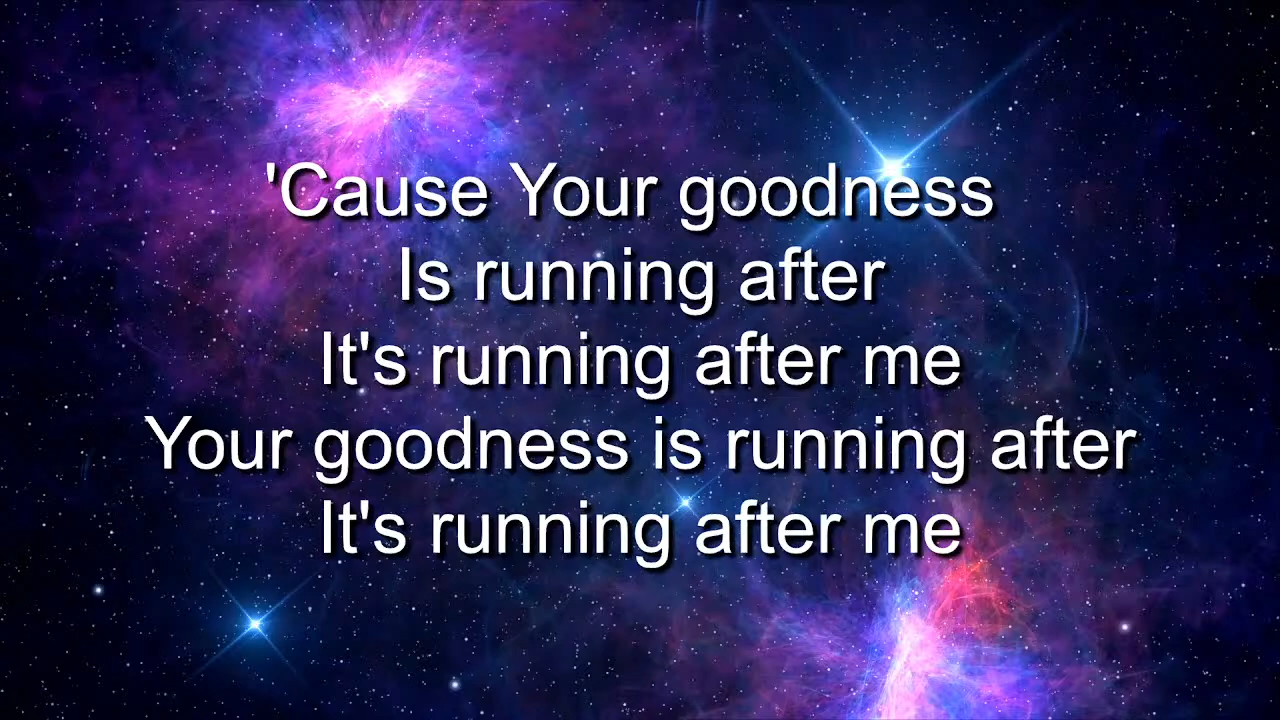 'Cause Your goodness
Is running after
It's running after me
Your goodness is running after
It's running after me